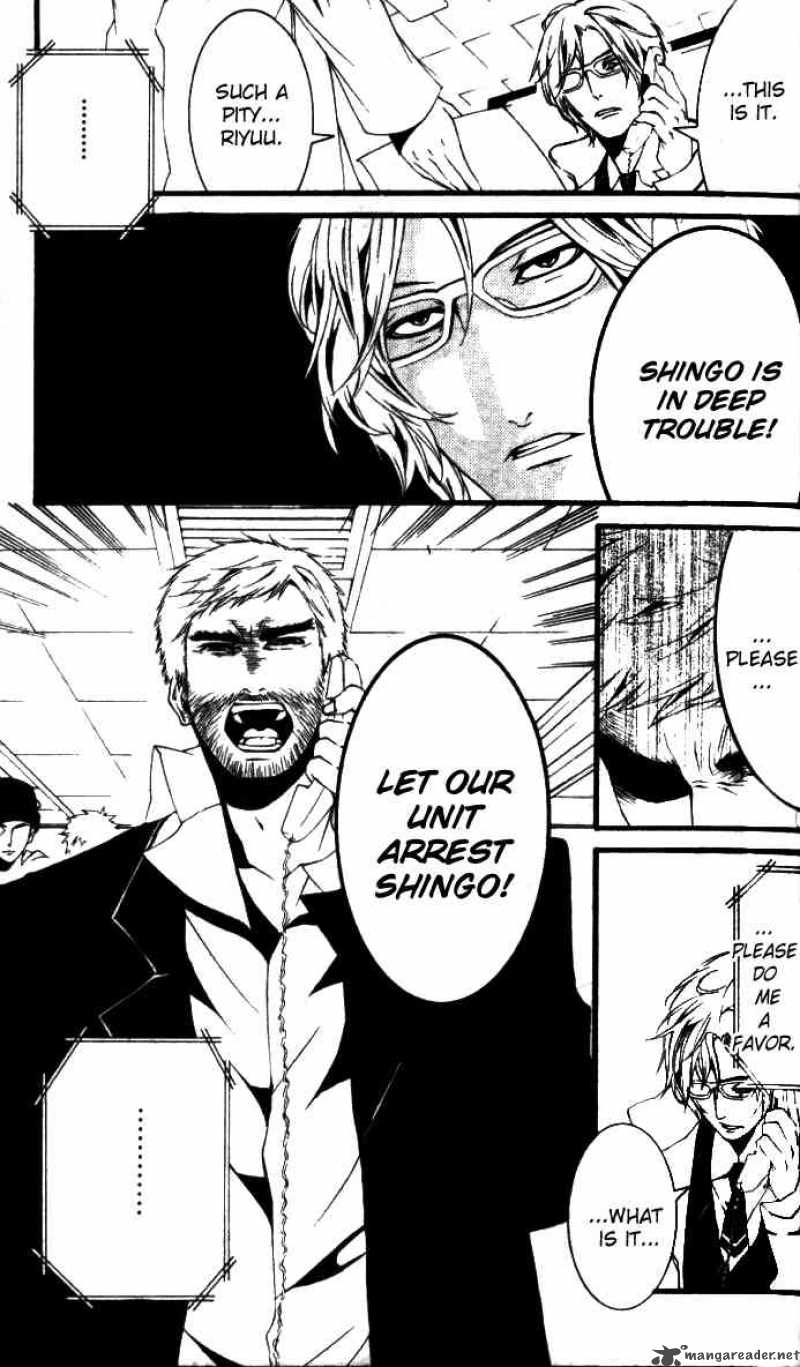 ...THIS
IS IT.
SUCH A
PITY...
RIYUU.
........
SHINGO IS
IN DEEP
TROUBLE!
...
PLEASE
...
...
PLEASE
DO
ME
A
FAVOR.
...WHAT
IS IT...
LET OUR
UNIT
ARREST
SHINGO!
..........
mangareader.net